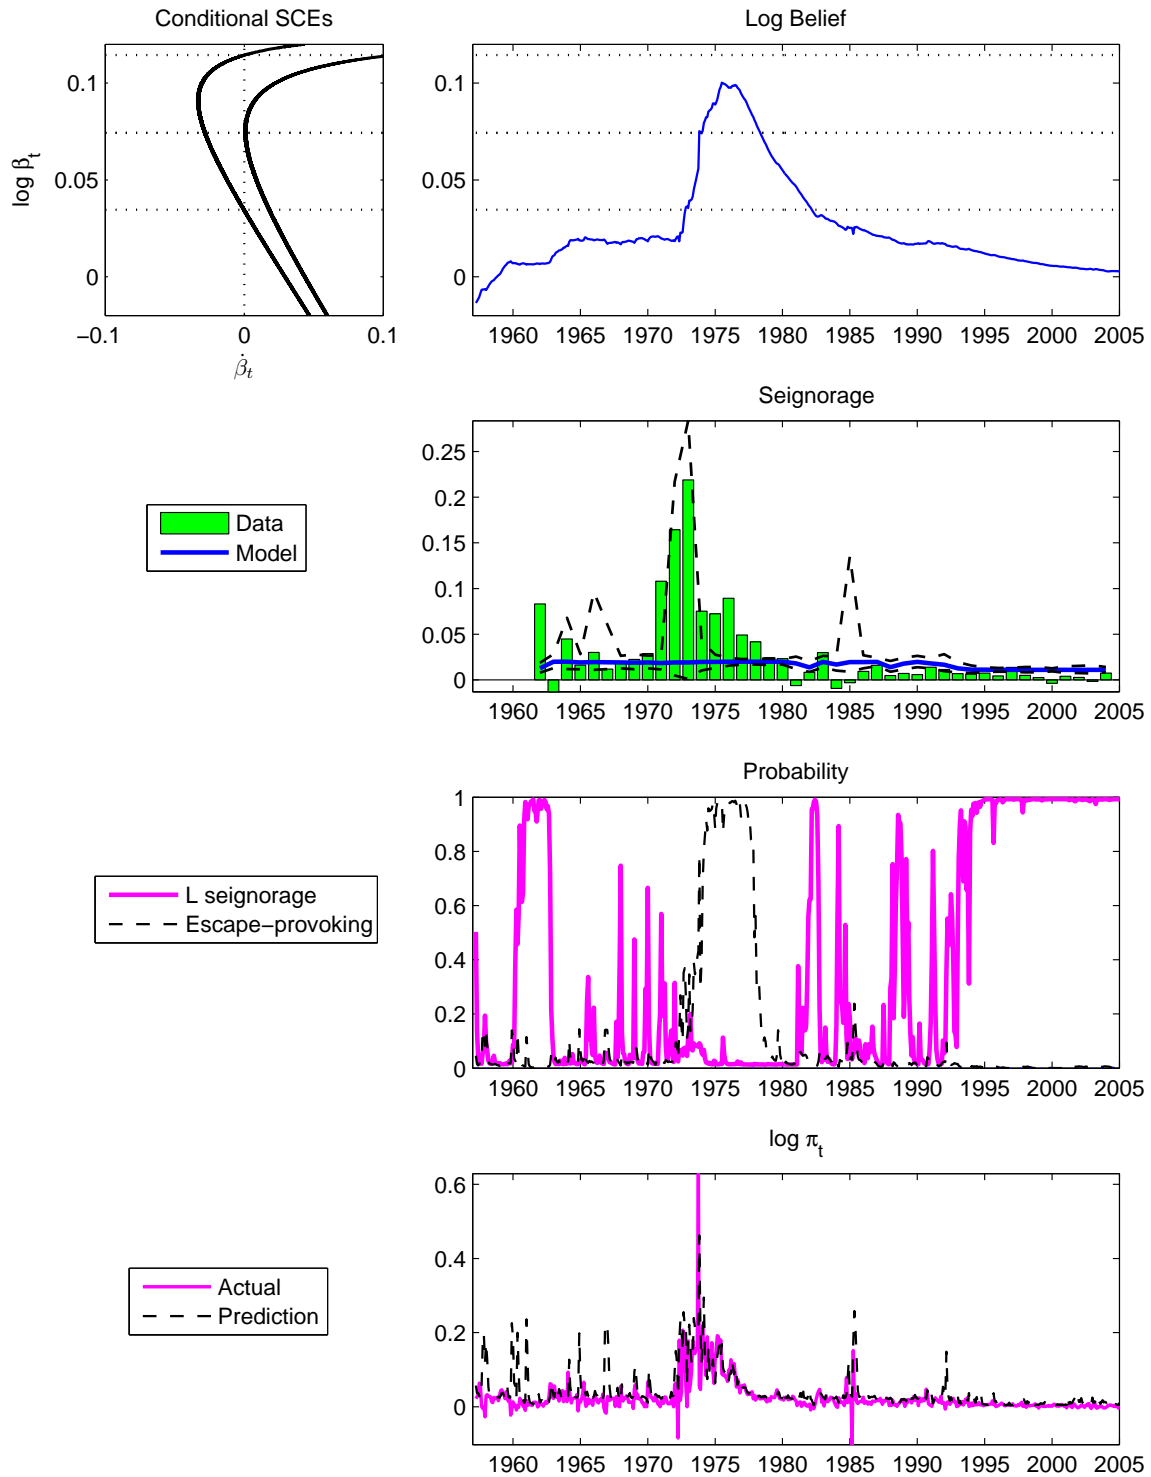 Conditional SCEs
Log Belief
0.1
0.05
0
log βt
−0.1 0 0.1
β̇t
0.1
0.05
0
1960 1965 1970 1975 1980 1985 1990 1995 2000 2005
Seignorage
0.25
0.2
0.15
0.1
0.05
0
1960 1965 1970 1975 1980 1985 1990 1995 2000 2005
Data
Model
Probability
1
0.8
0.6
0.4
0.2
0
1960 1965 1970 1975 1980 1985 1990 1995 2000 2005
L seignorage
Escape−provoking
log πt
0.6
0.4
0.2
0
1960 1965 1970 1975 1980 1985 1990 1995 2000 2005
Actual
Prediction